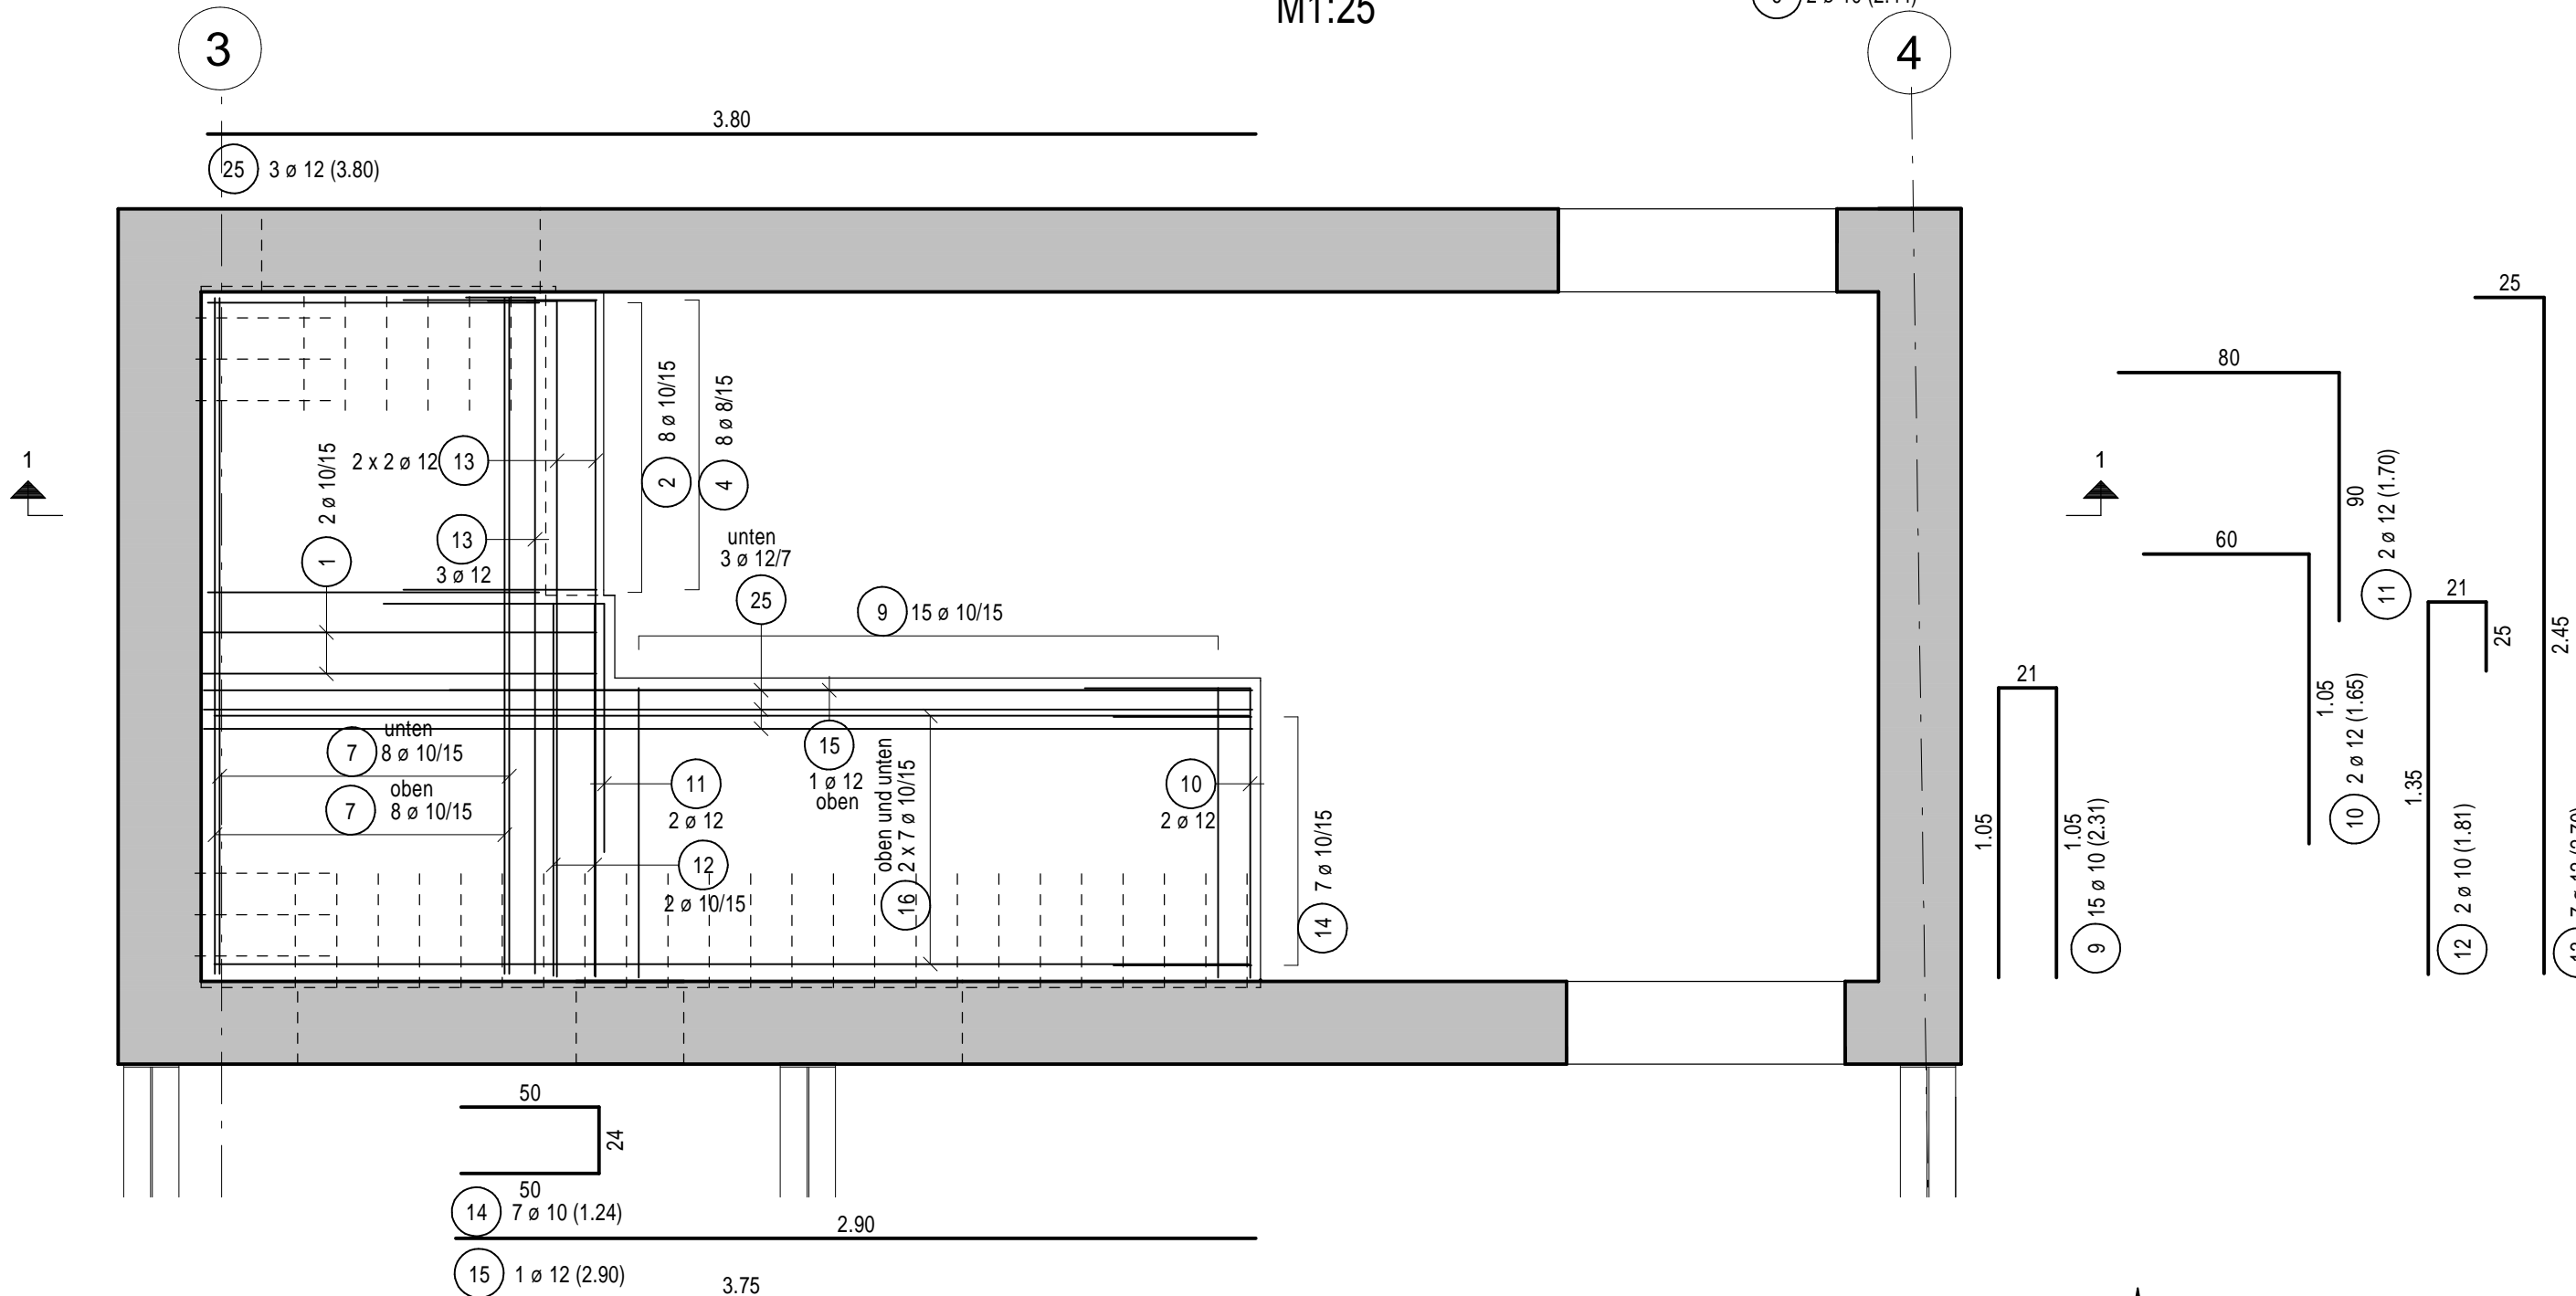 M1:25
3
4
3.80
25 3 ø 12 (3.80)
25
80
2 ø 10/15
1
2 x 2 ø 12 13
13
3 ø 12
8 ø 10/15
2
8 ø 8/15
4
1
1
90
11 2 ø 12 (1.70)
60
unten
3 ø 12/7
25
9 15 ø 10/15
21
25
2.45
21
1.05
10 2 ø 12 (1.65)
1.35
12 2 ø 10 (1.81)
1.05
1.05
9 15 ø 10 (2.31)
unten
7 8 ø 10/15
oben
7 8 ø 10/15
11
2 ø 12
12
2 ø 10/15
15
1 ø 12
oben
oben und unten
16 2 x 7 ø 10/15
10
2 ø 12
14 7 ø 10/15
50
24
50
14 7 ø 10 (1.24)
2.90
15 1 ø 12 (2.90)
3.75